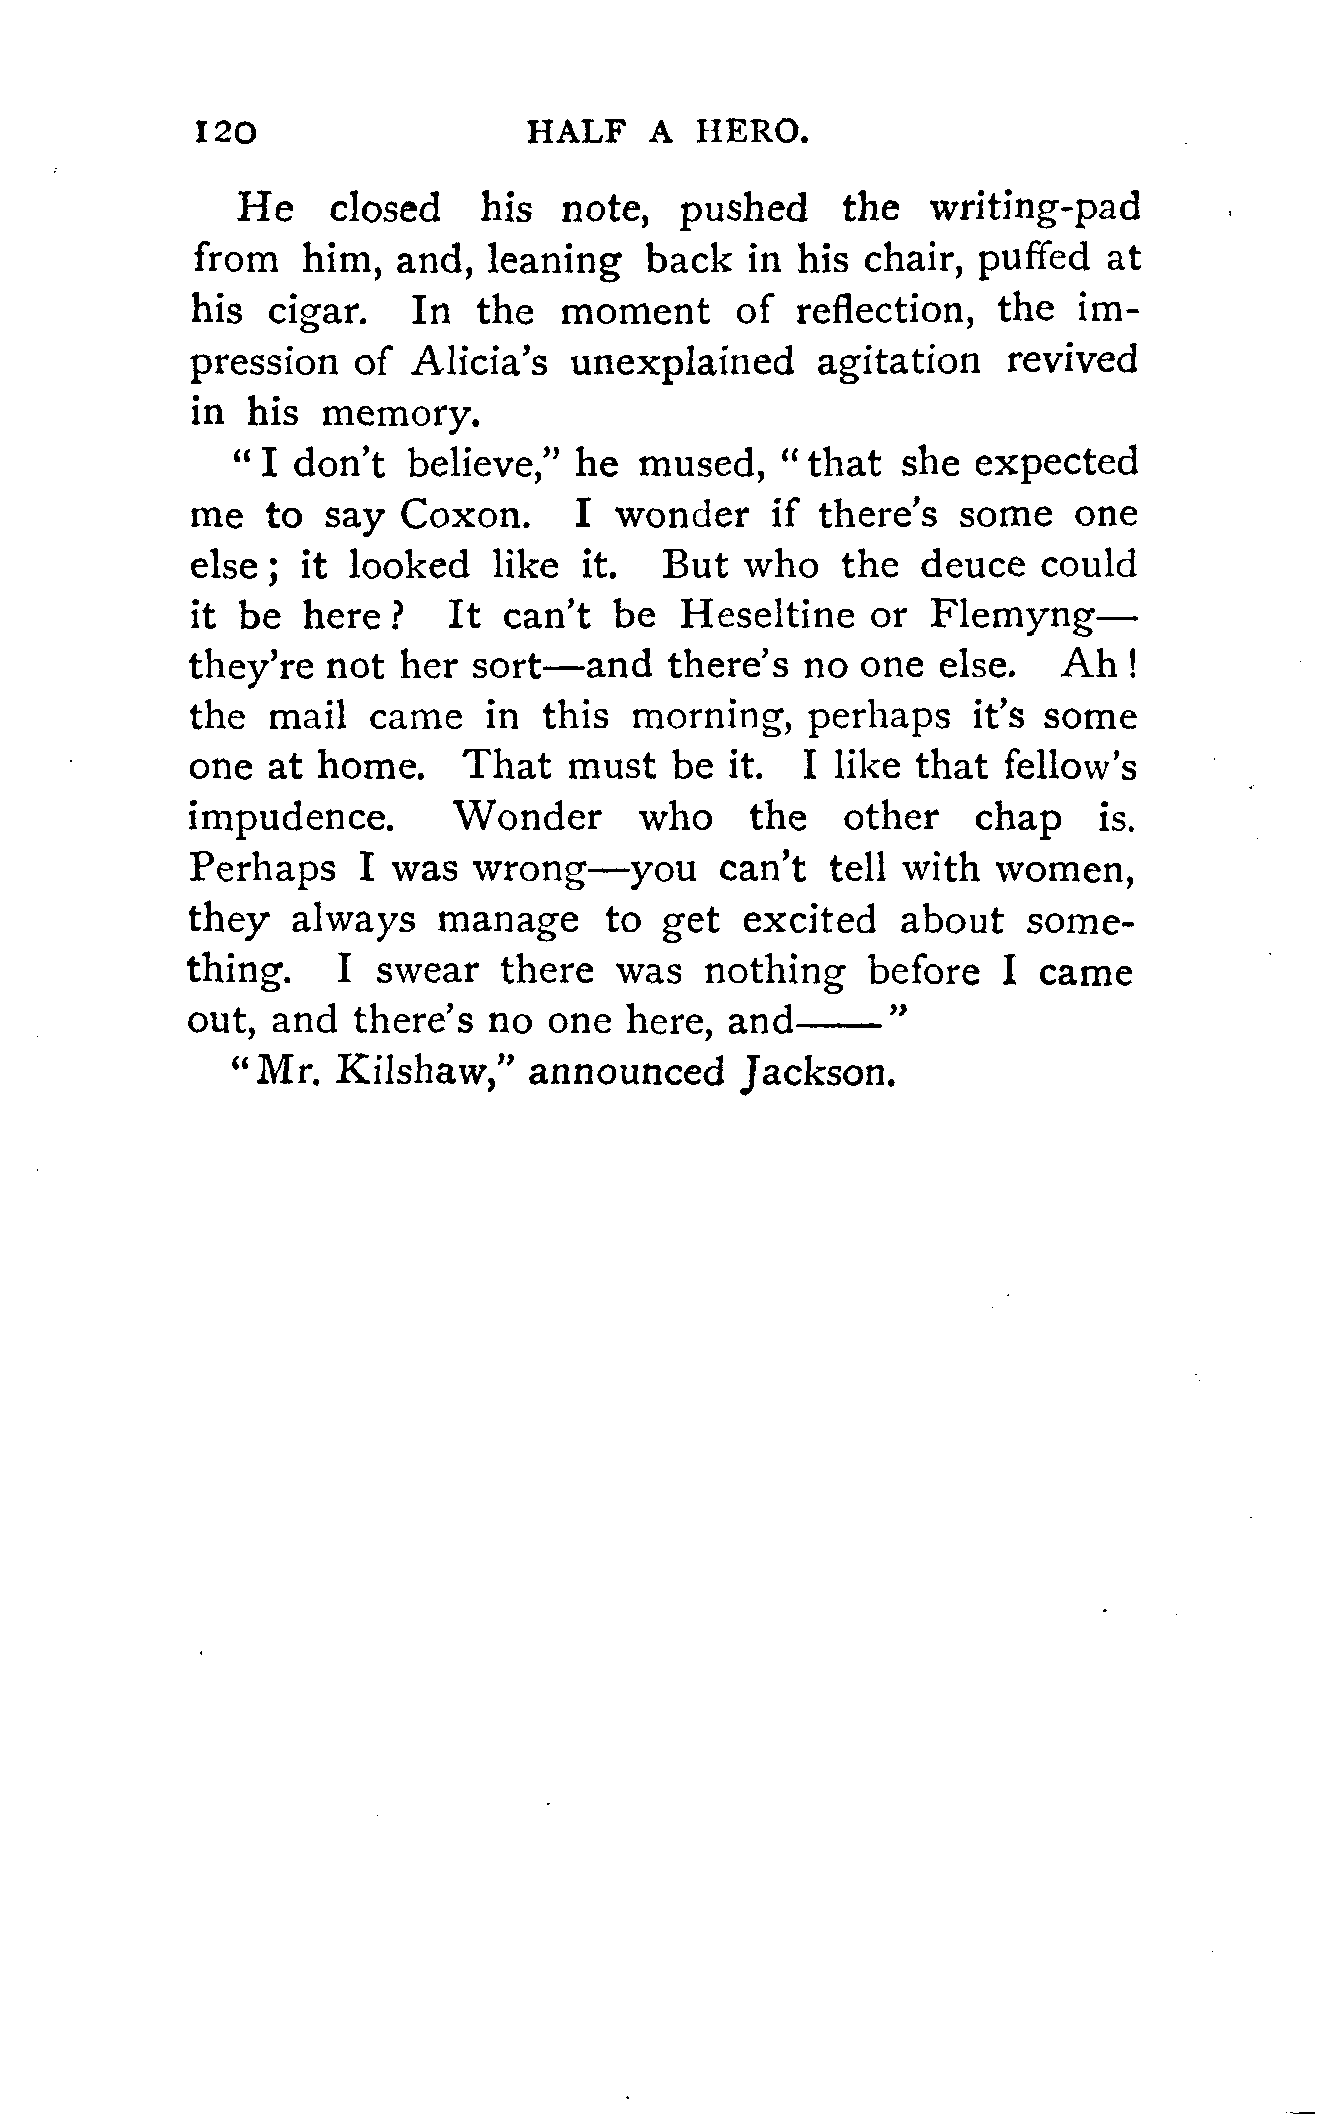 120 HALF A HERO.
He closed his note, pushed the writing-pad
from him, and, leaning back in his chair, puffed at
his cigar. In the moment of reflection, the im-
pression of Alicia's unexplained agitation revived
in his memory.
"I don't believe," he mused, "that she expected
me to say Coxon. I wonder if there's some one
else; it looked like it. But who the deuce could
it be here? It can't be Heseltine or Flemyng—
they're not her sort—and there's no one else. Ah!
the mail came in this morning, perhaps it's some
one at home. That must be it. I like that fellow's
impudence. Wonder who the other chap is.
Perhaps I was wrong—you can't tell with women,
they always manage to get excited about some-
thing. I swear there was nothing before I came
out, and there's no one here, and——"
"Mr. Kilshaw," announced Jackson.